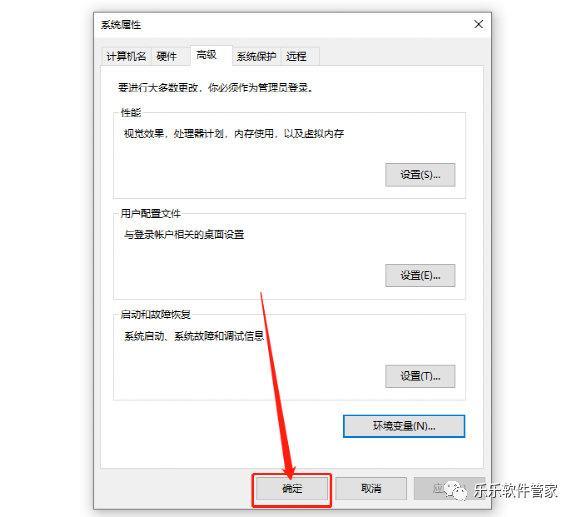 系统属性
计算机名 硬件 高级 系统保护 远程
要进行大多数更改，你必须作为管理员登录。
性能
视觉效果，处理器计划，内存使用，以及虚拟内存
设置(S)...
用户配置文件
与登录帐户相关的桌面设置
设置(E)...
启动和故障恢复
系统启动、系统故障和调试信息
设置(T)...
环境变量(N)...
确定 取消
乐乐软件管家